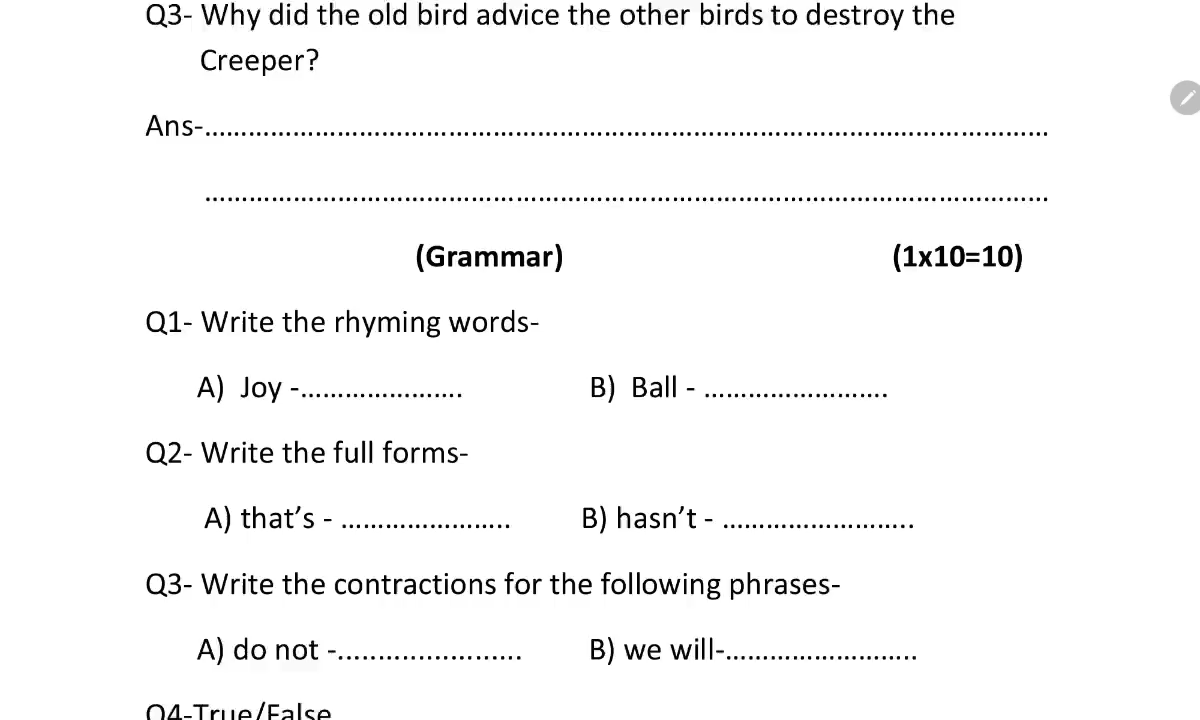 Q3- Why did the old bird advice the other birds to destroy the
Creeper?
Ans-..........................................................................................................
..........................................................................................................
(Grammar) (1x10=10)
Q1- Write the rhyming words-
A) Joy -...................... B) Ball - .........................
Q2- Write the full forms-
A) that’s - ....................... B) hasn’t - ..........................
Q3- Write the contractions for the following phrases-
A) do not -....................... B) we will-..........................
Q4-True/False